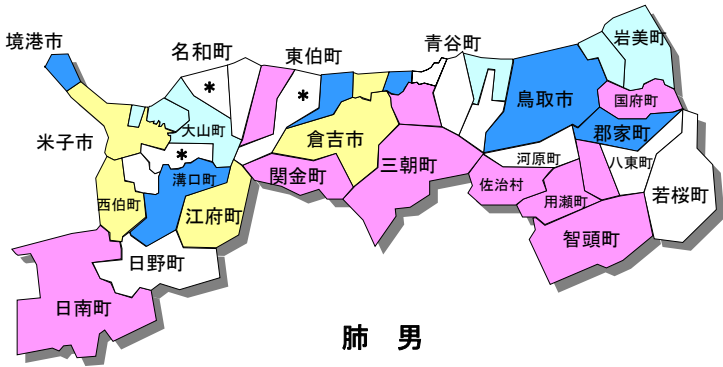 境港市
名和町
東伯町
青谷町
岩美町
*
*
鳥取市
国府町
米子市
大山町
倉吉市
郡家町
*
溝口町
関金町
三朝町
河原町
八東町
西伯町
江府町
佐治村
用瀬町
若桜町
智頭町
日野町
日南町
肺 男